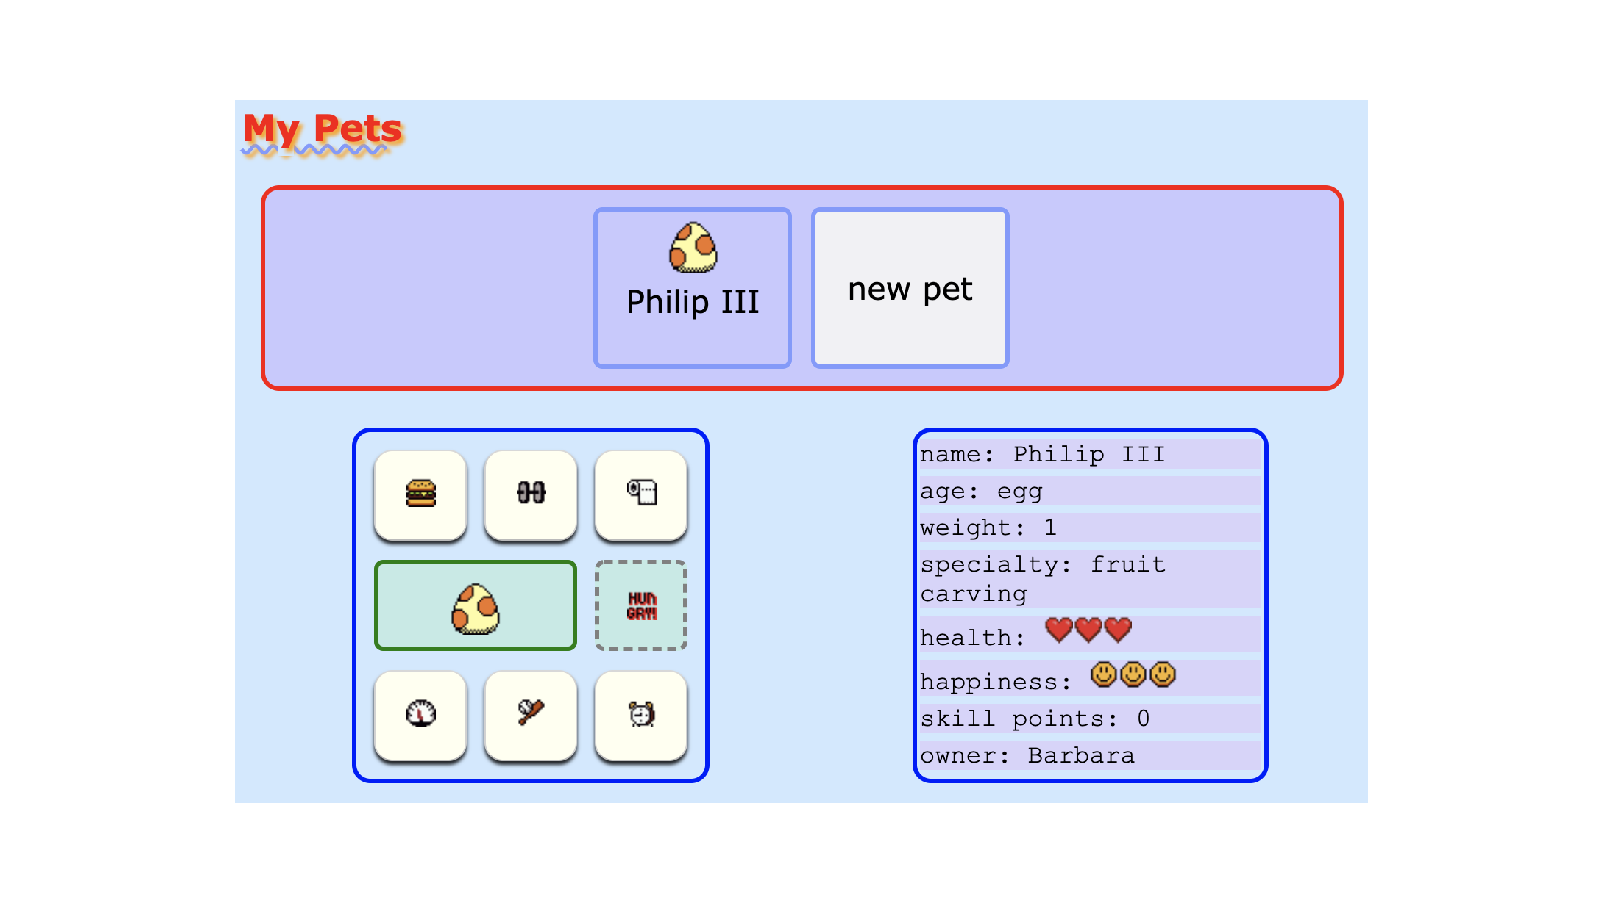 My Pets
Philip III
new pet
HUN
GRY!
name: Philip III
age: egg
weight: 1
specialty: fruit
carving
health:
happiness:
skill points: 0
owner: Barbara